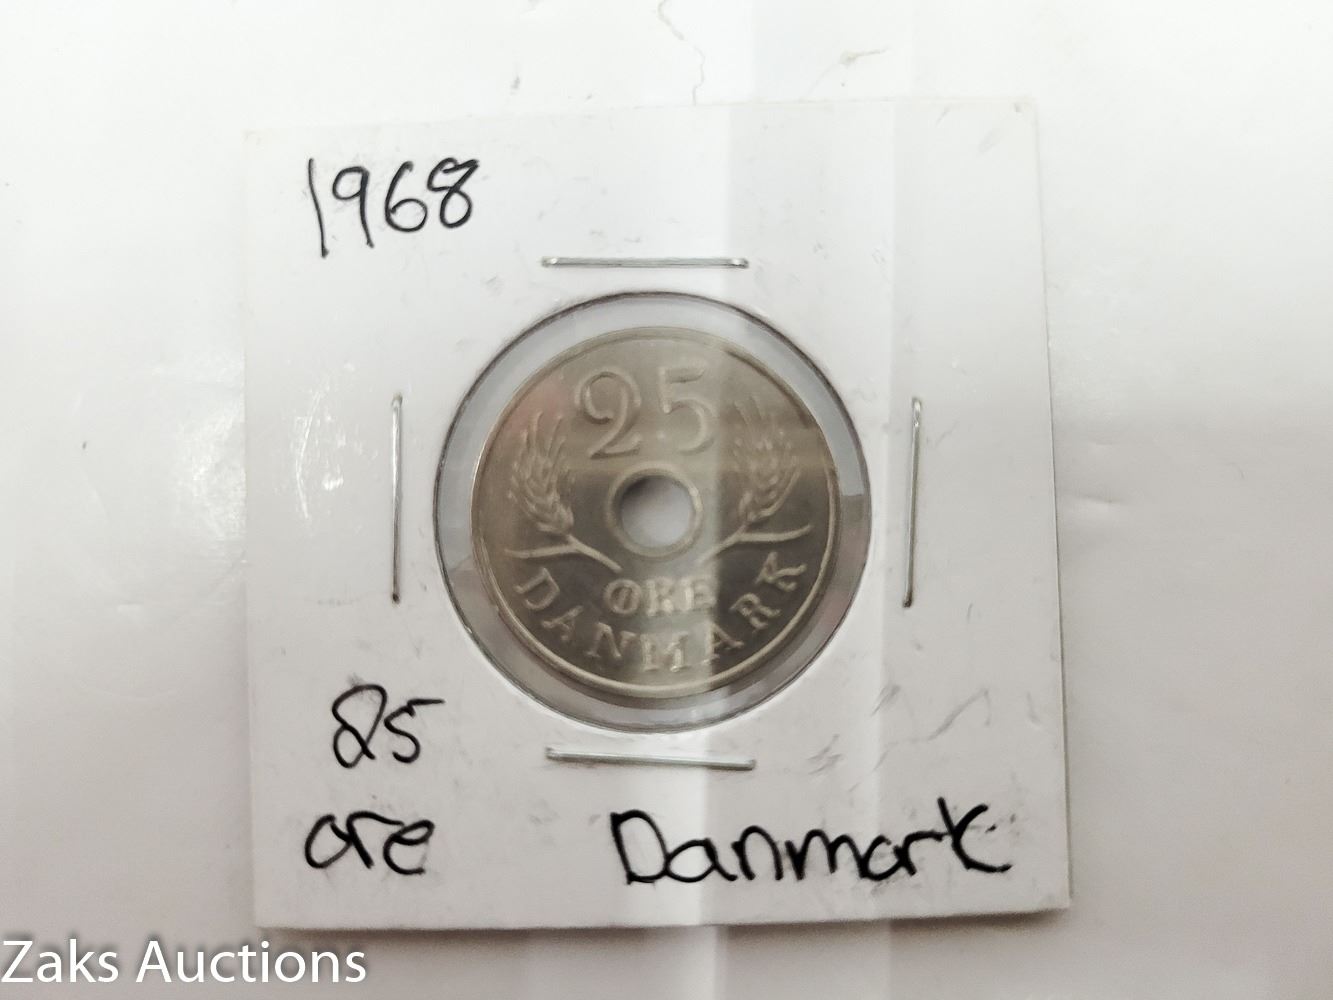 1968
25
ØRE
DANMARK
25
ore
Danmark
Zaks Auctions